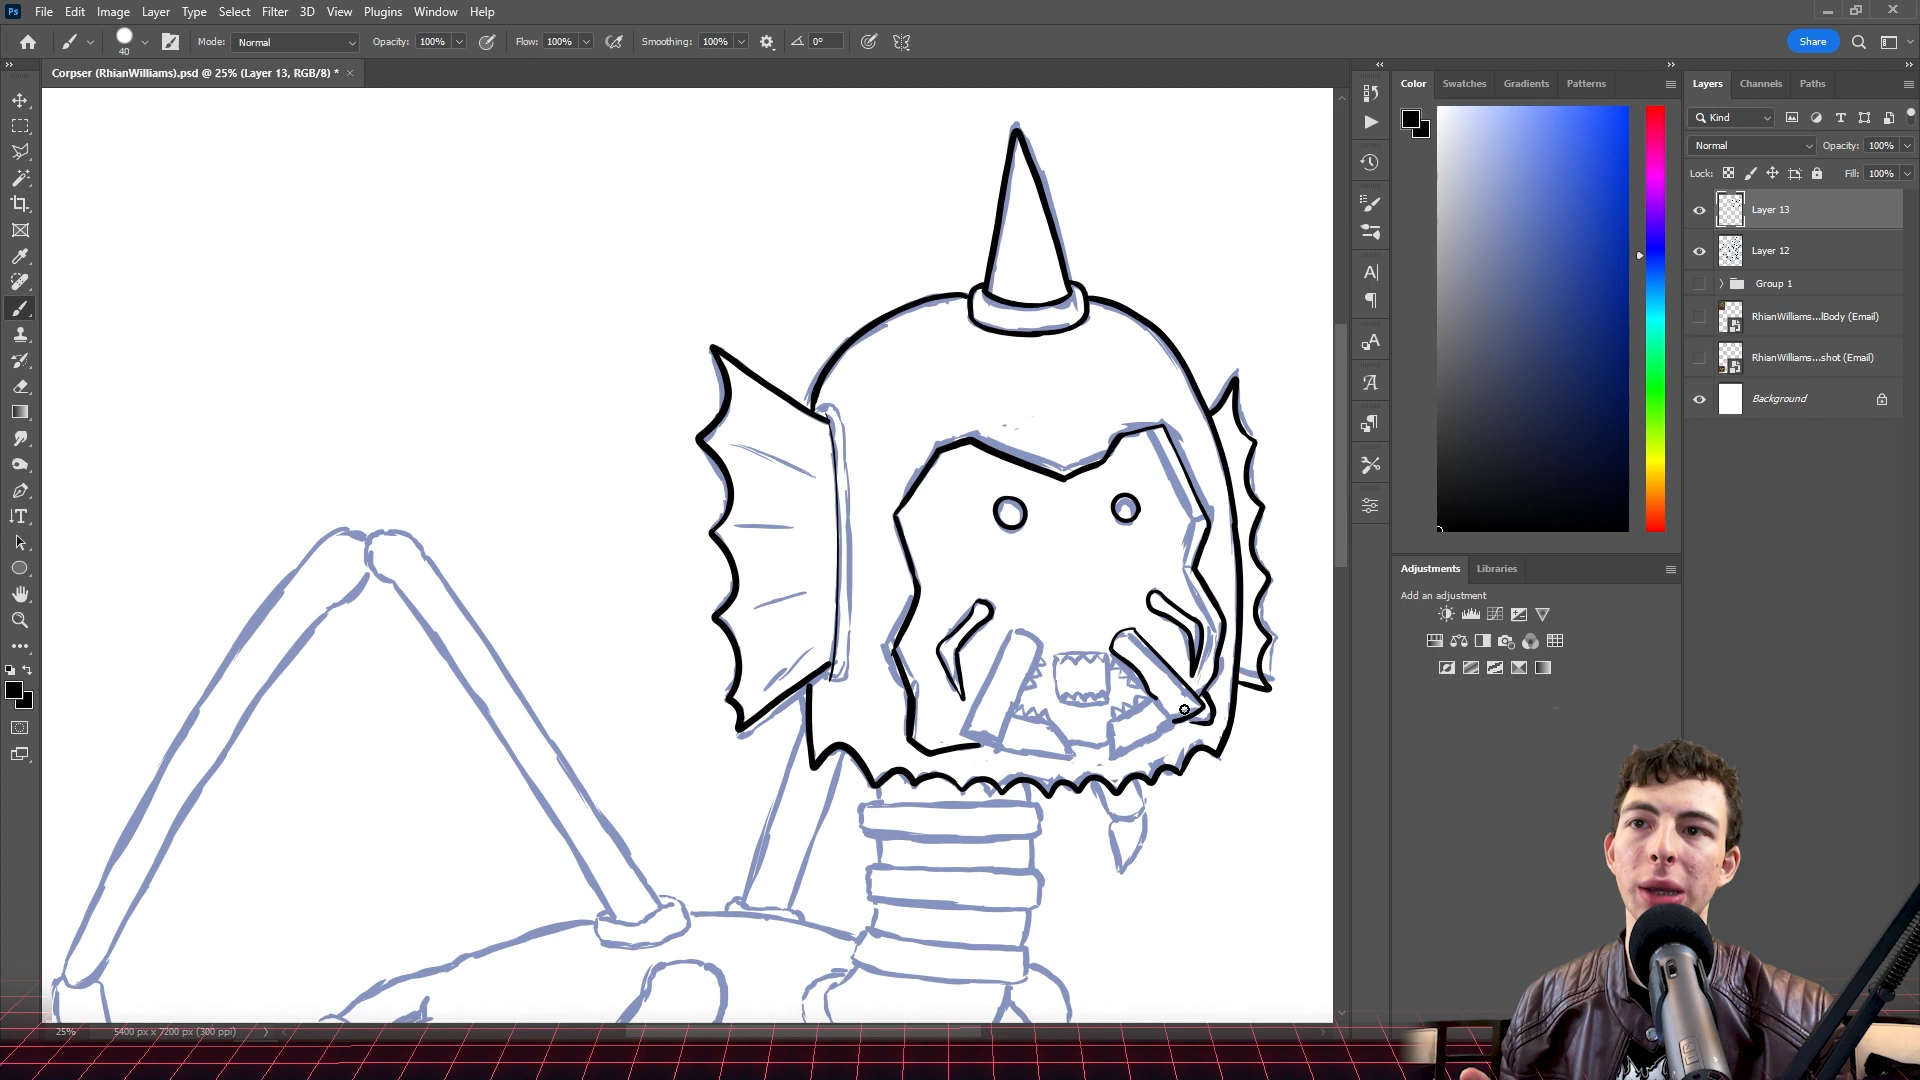 Ps File Edit Image Layer Type Select Filter 3D View Plugins Window Help
40 Mode: Normal Opacity: 100% Flow: 100% Smoothing: 100% 0° Share
Corpser (RhianWilliams).psd @ 25% (Layer 13, RGB/8) *
Color Swatches Gradients Patterns
Layers Channels Paths
Kind
Normal Opacity: 100%
Lock: Fill: 100%
Layer 13
Layer 12
Group 1
RhianWilliams...lBody (Email)
RhianWilliams...shot (Email)
Background
Adjustments Libraries
Add an adjustment
25% 5400 px x 7200 px (300 ppi)